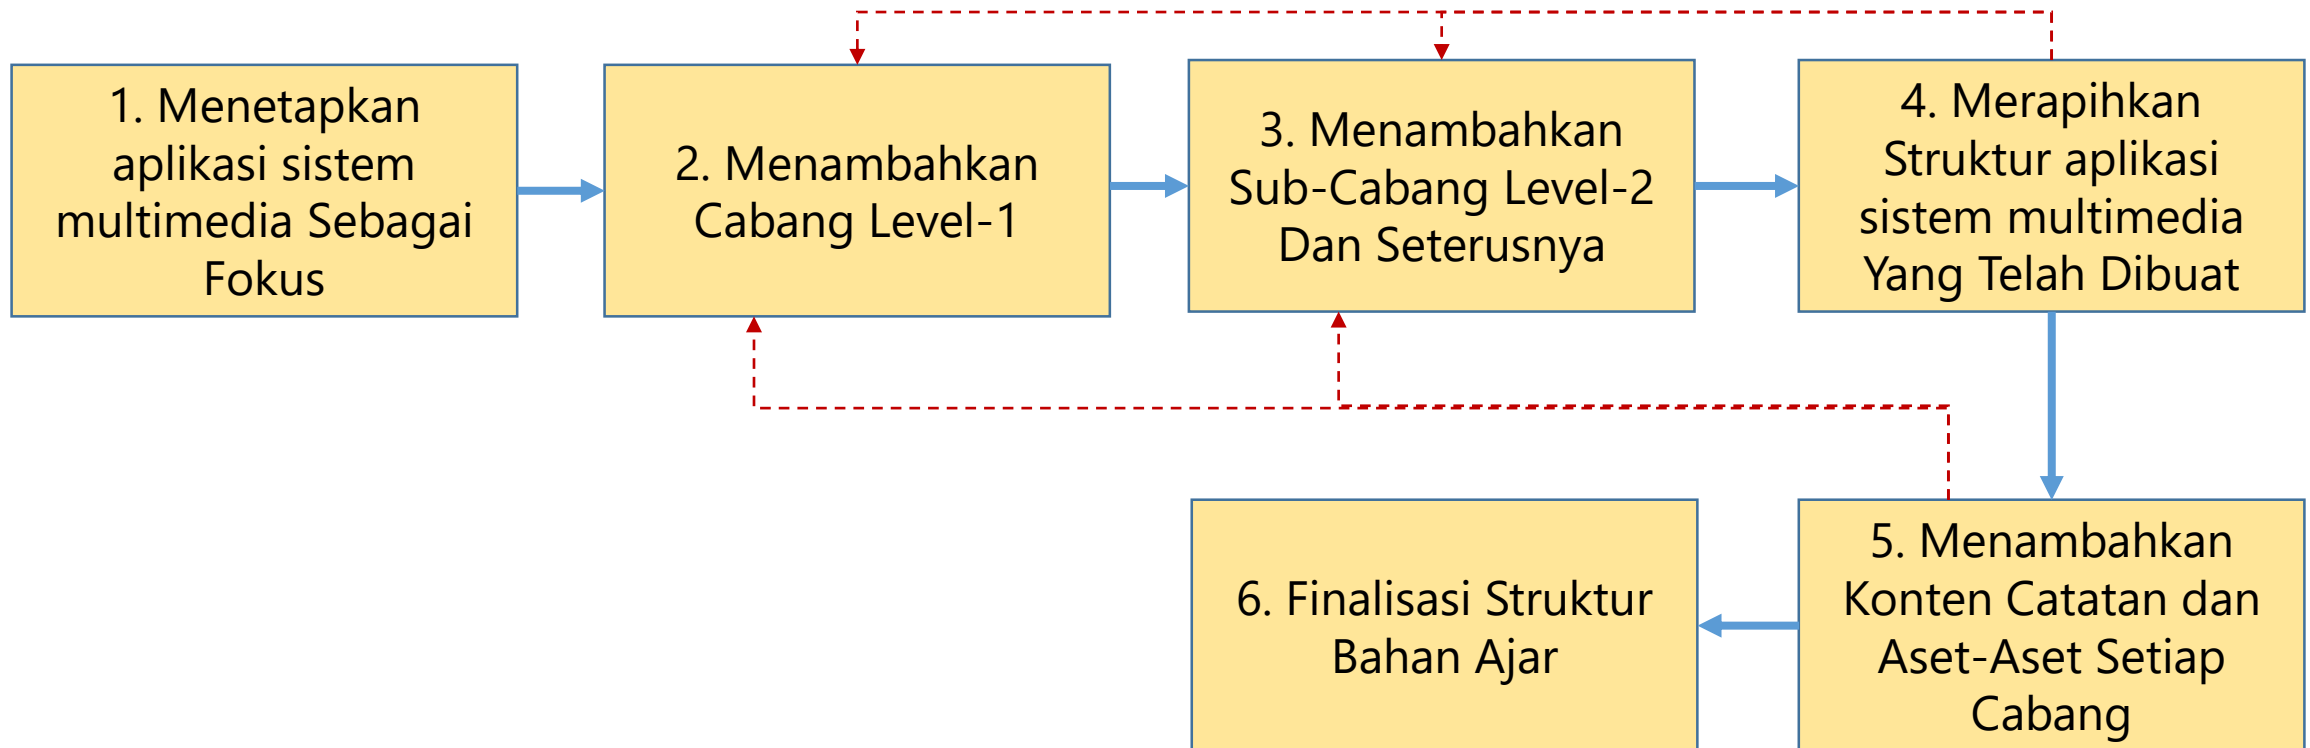 1. Menetapkan
aplikasi sistem
multimedia Sebagai
Fokus
2. Menambahkan
Cabang Level-1
3. Menambahkan
Sub-Cabang Level-2
Dan Seterusnya
4. Merapihkan
Struktur aplikasi
sistem multimedia
Yang Telah Dibuat
5. Menambahkan
Konten Catatan dan
Aset-Aset Setiap
Cabang
6. Finalisasi Struktur
Bahan Ajar